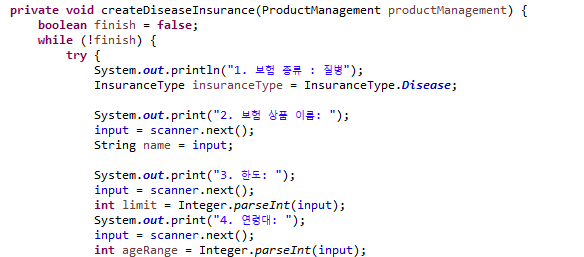 private void createDiseaseInsurance(ProductManagement productManagement) {
boolean finish = false;
while (!finish) {
try {
System.out.println("1. 보험 종류 : 질병");
InsuranceType insuranceType = InsuranceType.Disease;
System.out.print("2. 보험 상품 이름: ");
input = scanner.next();
String name = input;
System.out.print("3. 한도: ");
input = scanner.next();
int limit = Integer.parseInt(input);
System.out.print("4. 연령대: ");
input = scanner.next();
int ageRange = Integer.parseInt(input);